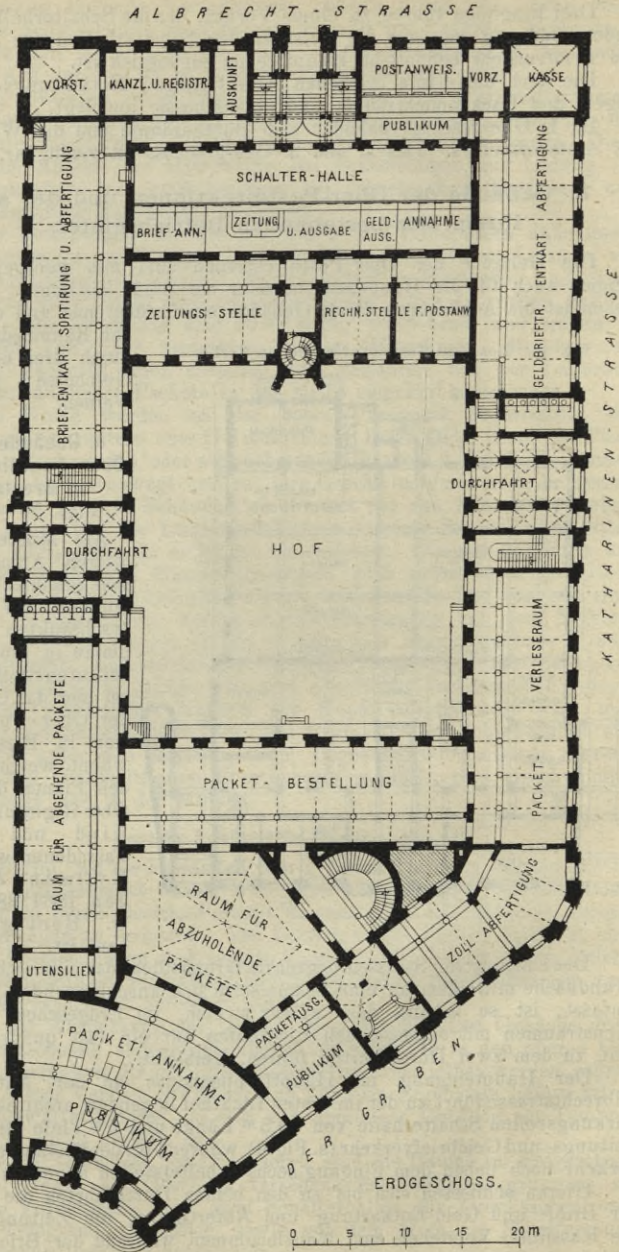 ALBRECHT-STRASSE
VORST.
KANZL. U. REGISTR.
AUSKUNFT
POSTANWEIS.
VORZ.
KASSE
PUBLIKUM
SCHALTER-HALLE
BRIEF-ANN.-
ZEITUNG
U. AUSGABE
GELD-
AUSG.
ANNAHME
BRIEF-ENTKART. SORTIRUNG U. ABFERTIGUNG
GELDBRIEFTR. ENTKART. ABFERTIGUNG
ZEITUNGS-STELLE
RECHN. STELLE F. POSTANW.
KATHARINEN-STRASSE
DURCHFAHRT
HOF
DURCHFAHRT
RAUM FÜR ABGEHENDE PACKETE
PACKET-
VERLESERAUM
PACKET-BESTELLUNG
RAUM FÜR
ABZUHOLENDE
PACKETE
ZOLL-ABFERTIGUNG
UTENSILIEN
PACKET-ANNAHME
PUBLIKUM
PACKETAUSG.
PUBLIKUM
DER GRABEN.
ERDGESCHOSS.
0 5 10 15 20 m